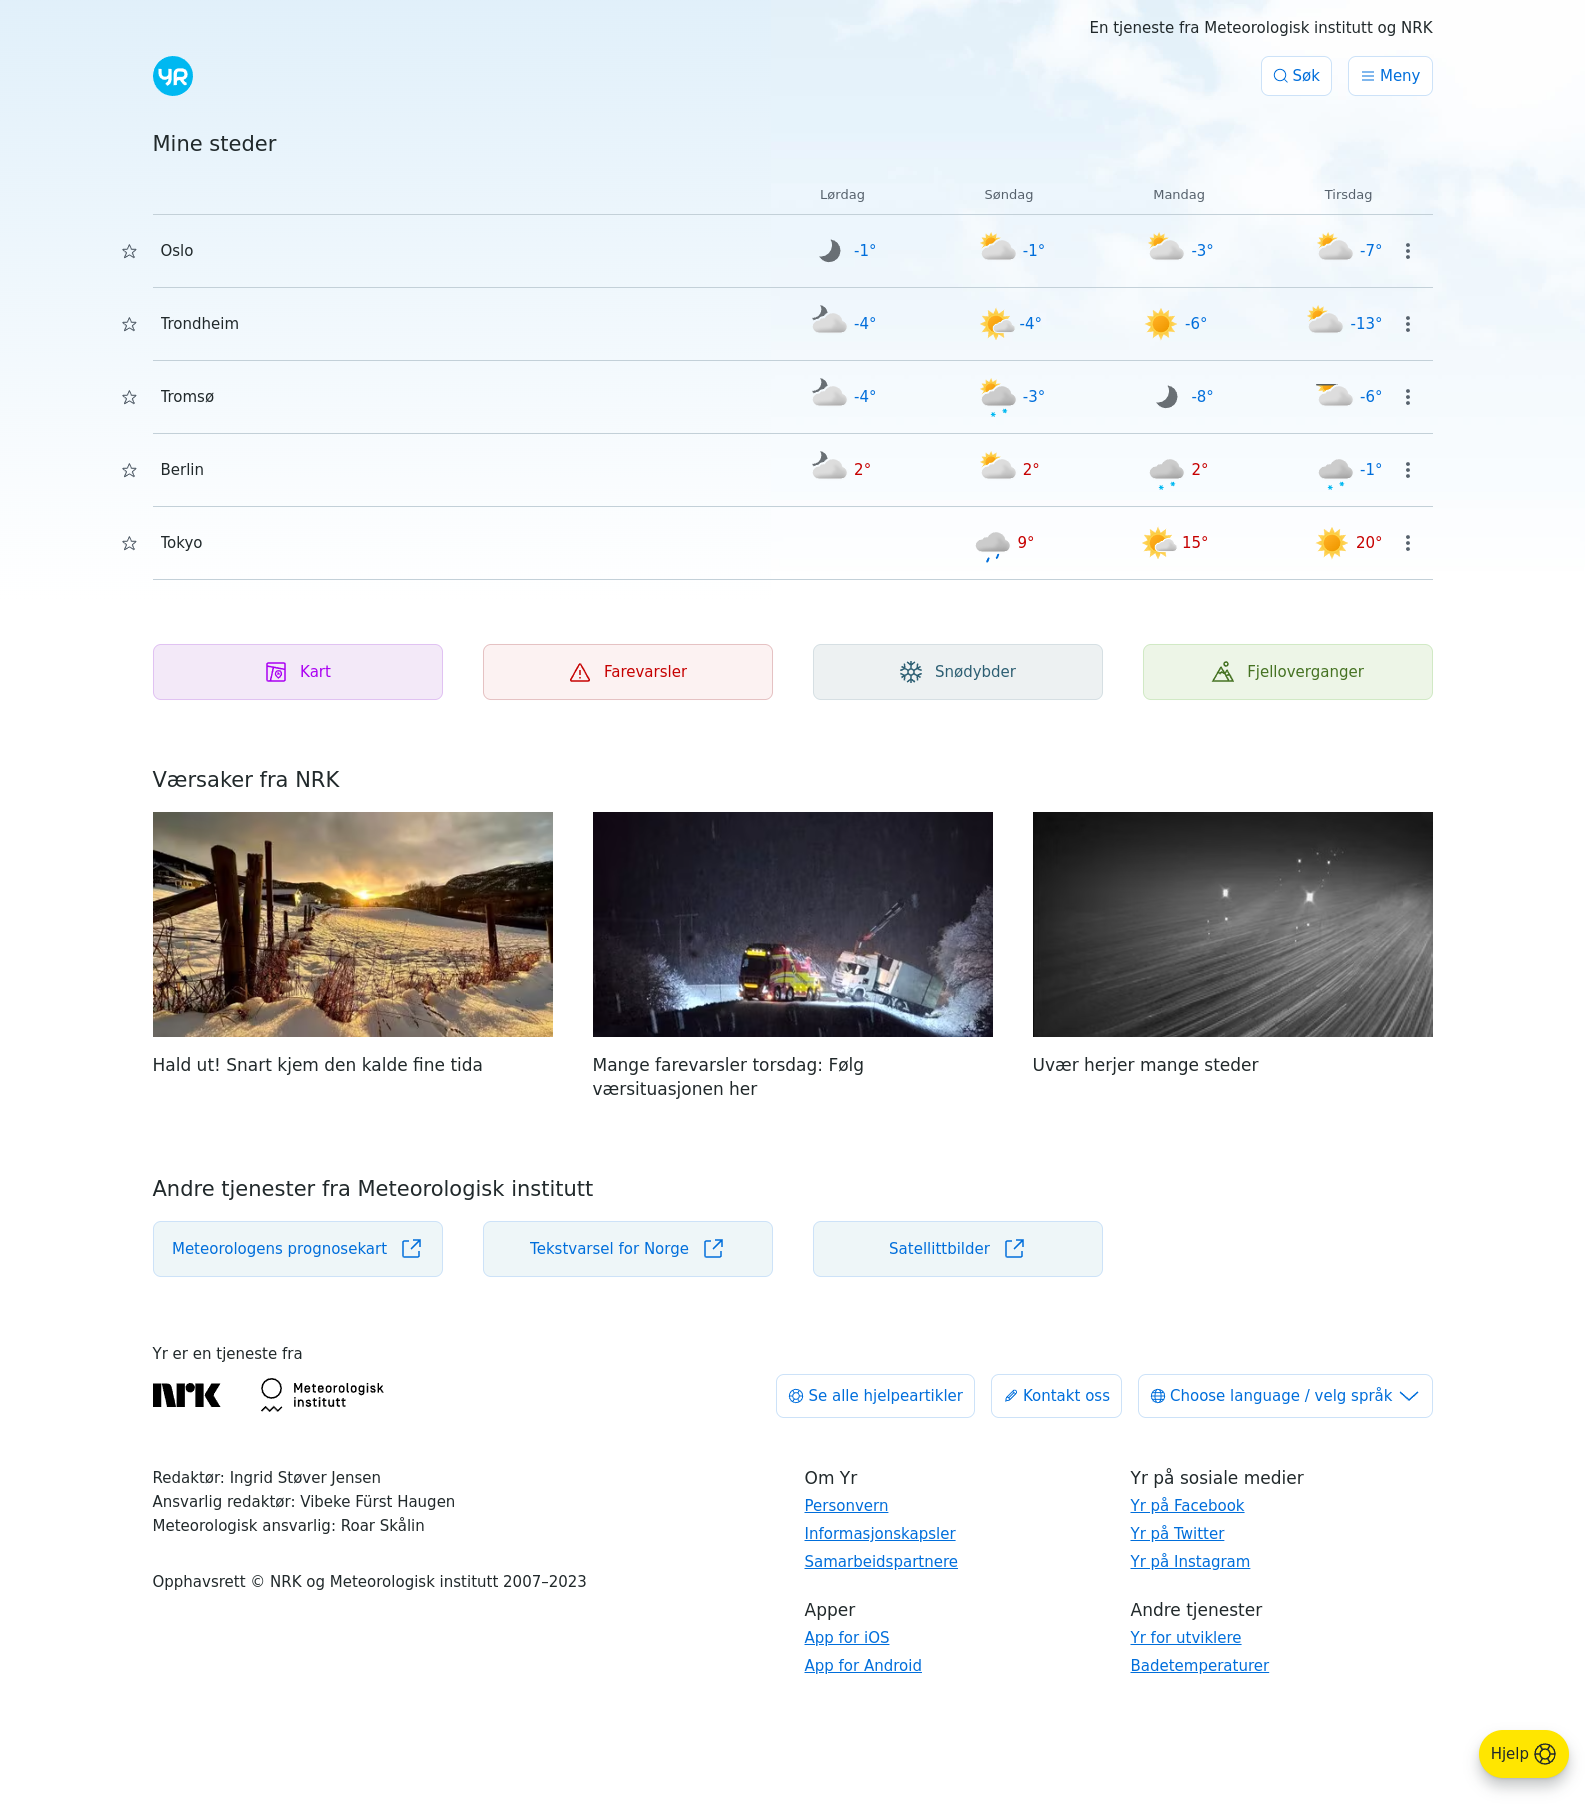 En tjeneste fra Meteorologisk institutt og NRK
YR
Søk
Meny
Mine steder
Lørdag Søndag Mandag Tirsdag
Oslo -1° -1° -3° -7°
Trondheim -4° -4° -6° -13°
Tromsø -4° -3° -8° -6°
Berlin 2° 2° 2° -1°
Tokyo 9° 15° 20°
Kart
Farevarsler
Snødybder
Fjelloverganger
Værsaker fra NRK
Hald ut! Snart kjem den kalde fine tida
Mange farevarsler torsdag: Følg
værsituasjonen her
Uvær herjer mange steder
Andre tjenester fra Meteorologisk institutt
Meteorologens prognosekart
Tekstvarsel for Norge
Satellittbilder
Yr er en tjeneste fra
NRK
Meteorologisk
institutt
Se alle hjelpeartikler
Kontakt oss
Choose language / velg språk
Redaktør: Ingrid Støver Jensen
Ansvarlig redaktør: Vibeke Fürst Haugen
Meteorologisk ansvarlig: Roar Skålin
Opphavsrett © NRK og Meteorologisk institutt 2007–2023
Om Yr
Personvern
Informasjonskapsler
Samarbeidspartnere
Yr på sosiale medier
Yr på Facebook
Yr på Twitter
Yr på Instagram
Apper
App for iOS
App for Android
Andre tjenester
Yr for utviklere
Badetemperaturer
Hjelp